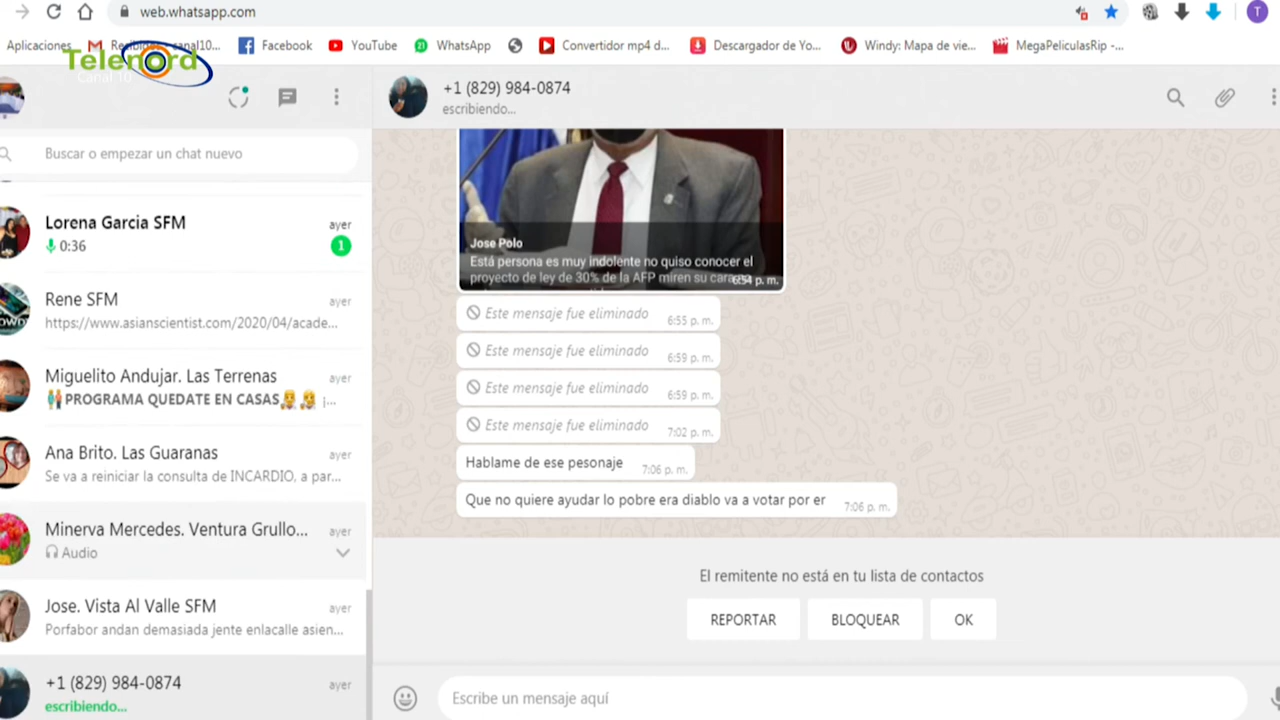 web.whatsapp.com
T
Aplicaciones
canal10...
Facebook
YouTube
WhatsApp
Convertidor mp4 d...
Descargador de Yo...
Windy: Mapa de vie...
MegaPeliculasRip -...
Telenord
Canal 10
+1 (829) 984-0874
escribiendo...
Buscar o empezar un chat nuevo
Lorena Garcia SFM
ayer
0:36
1
Rene SFM
ayer
https://www.asianscientist.com/2020/04/acade...
Miguelito Andujar. Las Terrenas
ayer
PROGRAMA QUEDATE EN CASAS
Ana Brito. Las Guaranas
ayer
Se va a reiniciar la consulta de INCARDIO, a par...
Minerva Mercedes. Ventura Grullo...
ayer
Audio
Jose. Vista Al Valle SFM
ayer
Porfabor andan demasiada jente enlacalle asien...
+1 (829) 984-0874
ayer
escribiendo...
Jose Polo
Está persona es muy indolente no quiso conocer el
proyecto de ley de 30% de la AFP miren su cara
6:54 p. m.
Este mensaje fue eliminado 6:55 p. m.
Este mensaje fue eliminado 6:59 p. m.
Este mensaje fue eliminado 6:59 p. m.
Este mensaje fue eliminado 7:02 p. m.
Hablame de ese pesonaje 7:06 p. m.
Que no quiere ayudar lo pobre era diablo va a votar por er 7:06 p. m.
El remitente no está en tu lista de contactos
REPORTAR
BLOQUEAR
OK
Escribe un mensaje aquí